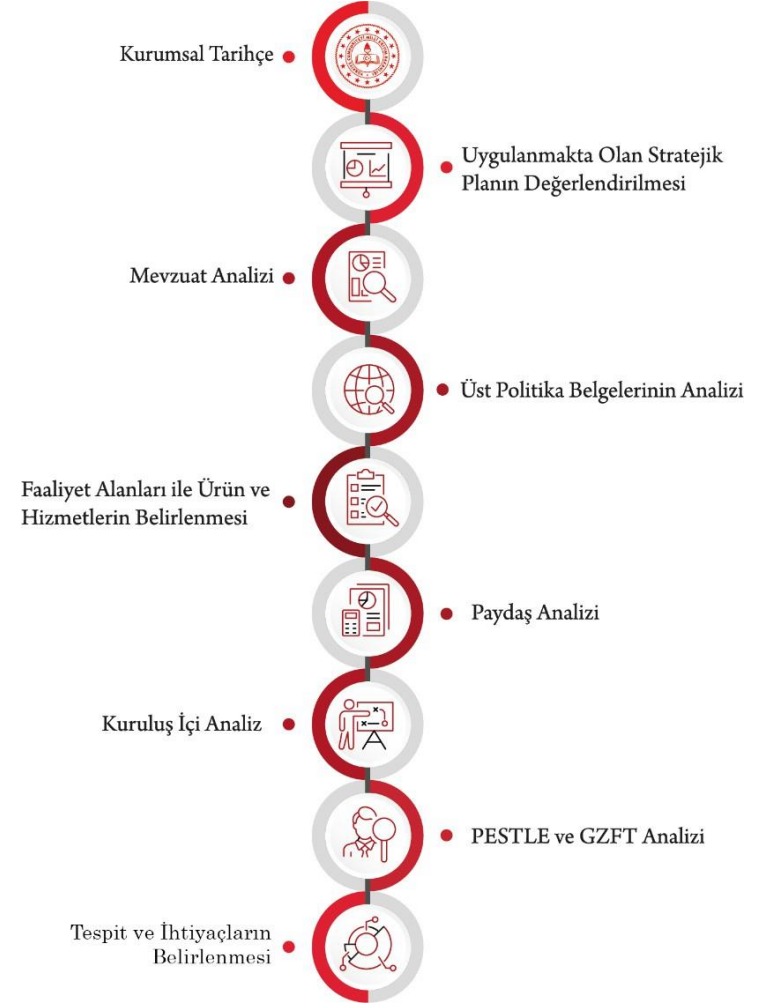 Kurumsal Tarihçe
Uygulanmakta Olan Stratejik
Planın Değerlendirilmesi
Mevzuat Analizi
Üst Politika Belgelerinin Analizi
Faaliyet Alanları ile Ürün ve
Hizmetlerin Belirlenmesi
Paydaş Analizi
Kuruluş İçi Analiz
PESTLE ve GZFT Analizi
Tespit ve İhtiyaçların
Belirlenmesi